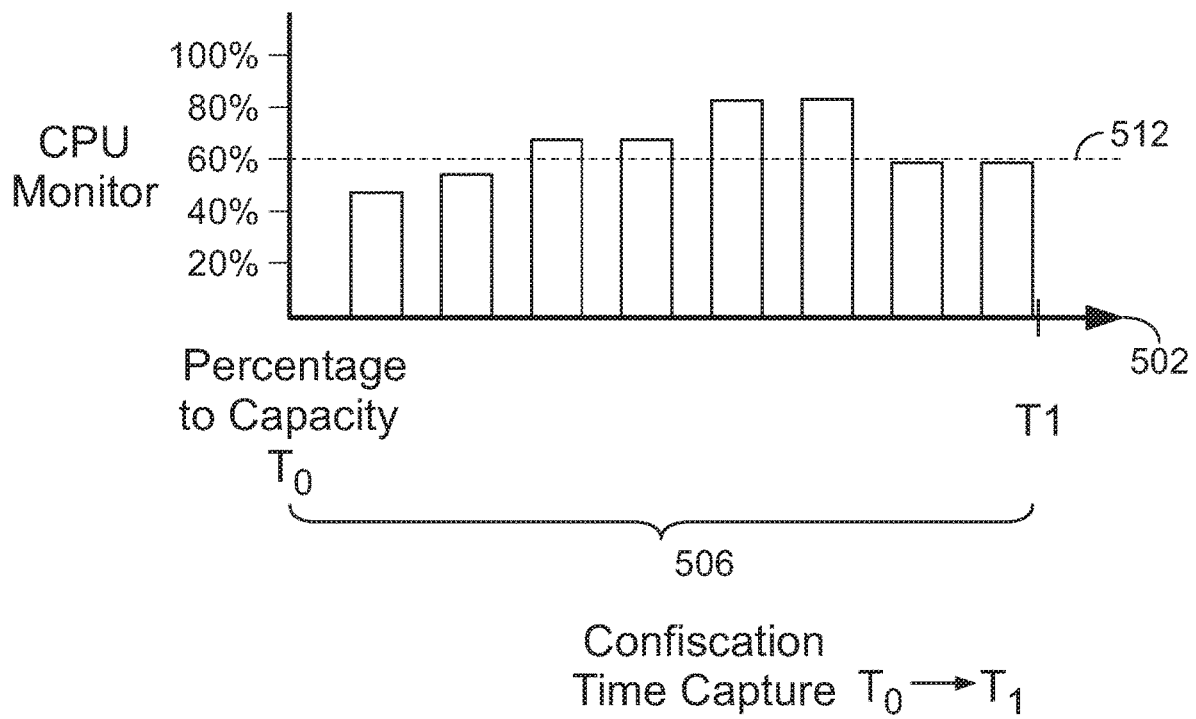 100%
80%
CPU
Monitor
60%
512
40%
20%
502
Percentage
to Capacity
T1
T0
506
Confiscation
Time Capture T0 → T1